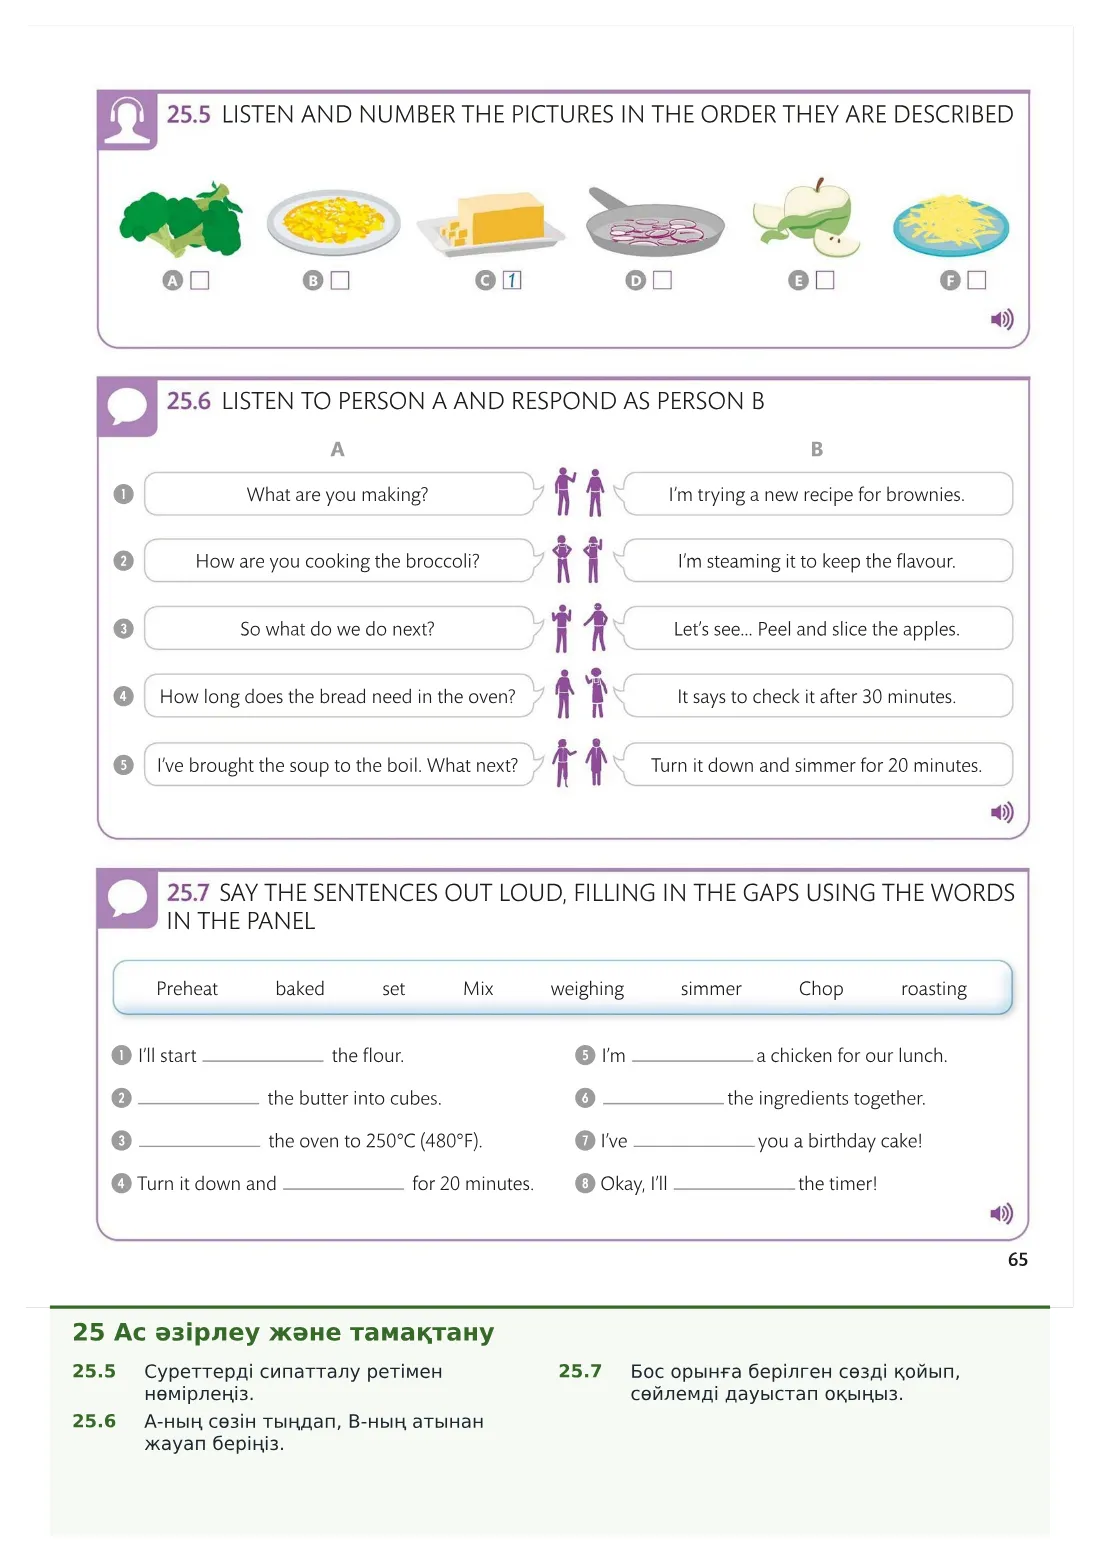 25.5 LISTEN AND NUMBER THE PICTURES IN THE ORDER THEY ARE DESCRIBED
A
B
C 1
D
E
F
25.6 LISTEN TO PERSON A AND RESPOND AS PERSON B
A B
1 What are you making? I'm trying a new recipe for brownies.
2 How are you cooking the broccoli? I'm steaming it to keep the flavour.
3 So what do we do next? Let's see... Peel and slice the apples.
4 How long does the bread need in the oven? It says to check it after 30 minutes.
5 I've brought the soup to the boil. What next? Turn it down and simmer for 20 minutes.
25.7 SAY THE SENTENCES OUT LOUD, FILLING IN THE GAPS USING THE WORDS
IN THE PANEL
Preheat baked set Mix weighing simmer Chop roasting
1 I'll start ____________ the flour.
2 ____________ the butter into cubes.
3 ____________ the oven to 250°C (480°F).
4 Turn it down and ____________ for 20 minutes.
5 I'm ____________ a chicken for our lunch.
6 ____________ the ingredients together.
7 I've ____________ you a birthday cake!
8 Okay, I'll ____________ the timer!
65
25 Ас әзірлеу және тамақтану
25.5 Суреттерді сипатталу ретімен
нөмірлеңіз.
25.6 А-ның сөзін тыңдап, В-ның атынан
жауап беріңіз.
25.7 Бос орынға берілген сөзді қойып,
сөйлемді дауыстап оқыңыз.